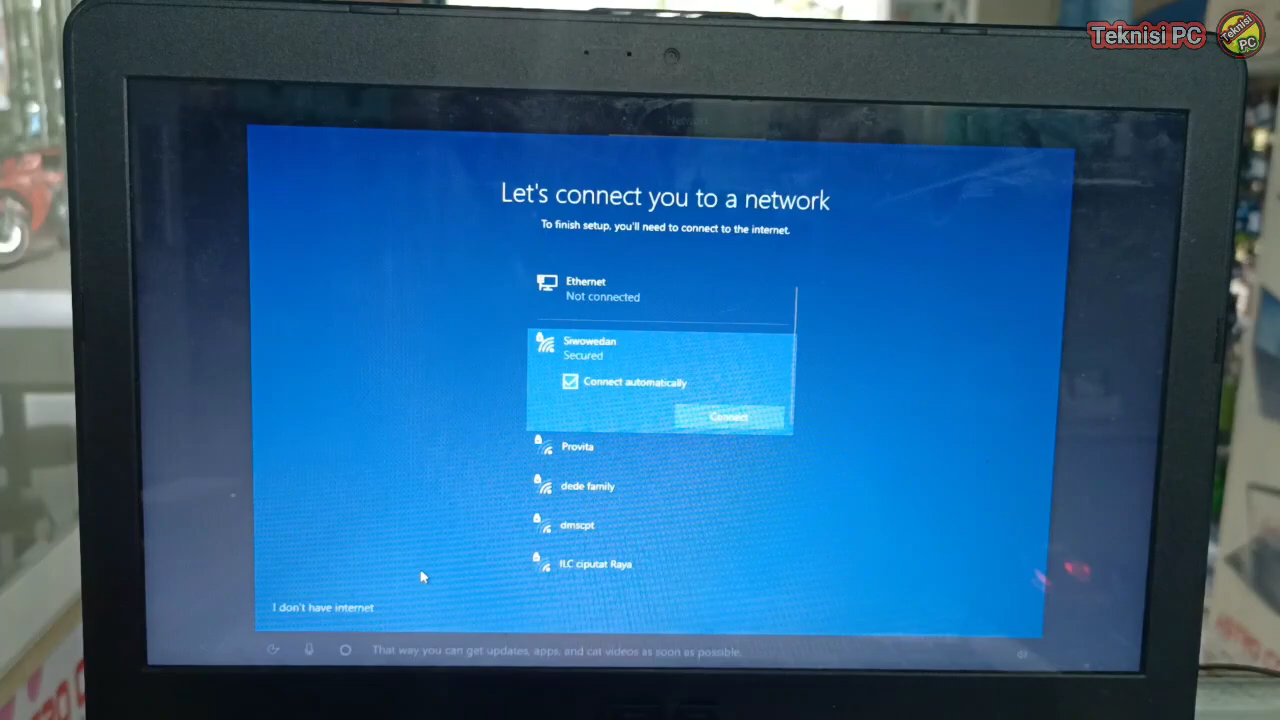 Teknisi PC
Teknisi
PC
Let's connect you to a network
To finish setup, you'll need to connect to the internet.
Ethernet
Not connected
Siwowedan
Secured
Connect automatically
Connect
Provita
dede family
dmscpt
ILC ciputat Raya
I don't have internet
That way you can get updates, apps, and cat videos as soon as possible.